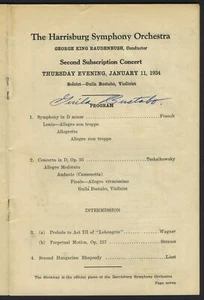 The Harrisburg Symphony Orchestra
GEORGE KING RAUDENBUSH, Conductor
Second Subscription Concert
THURSDAY EVENING, JANUARY 11, 1934
Soloist—Guila Bustabo, Violinist
Guila Bustabo
PROGRAM
1. Symphony in D minor Franck
Lento—Allegro non troppo
Allegretto
Allegro non troppo
2. Concerto in D, Op. 35 Tschaikowsky
Allegro Moderato
Andante (Canzonetta)
Finale—Allegro vivacissimo
Guila Bustabo, Violinist
INTERMISSION
3. (a) Prelude to Act III of "Lohengrin" Wagner
(b) Perpetual Motion, Op. 257 Strauss
4. Second Hungarian Rhapsody Liszt
The Steinway is the official piano of the Harrisburg Symphony Orchestra
Page seven